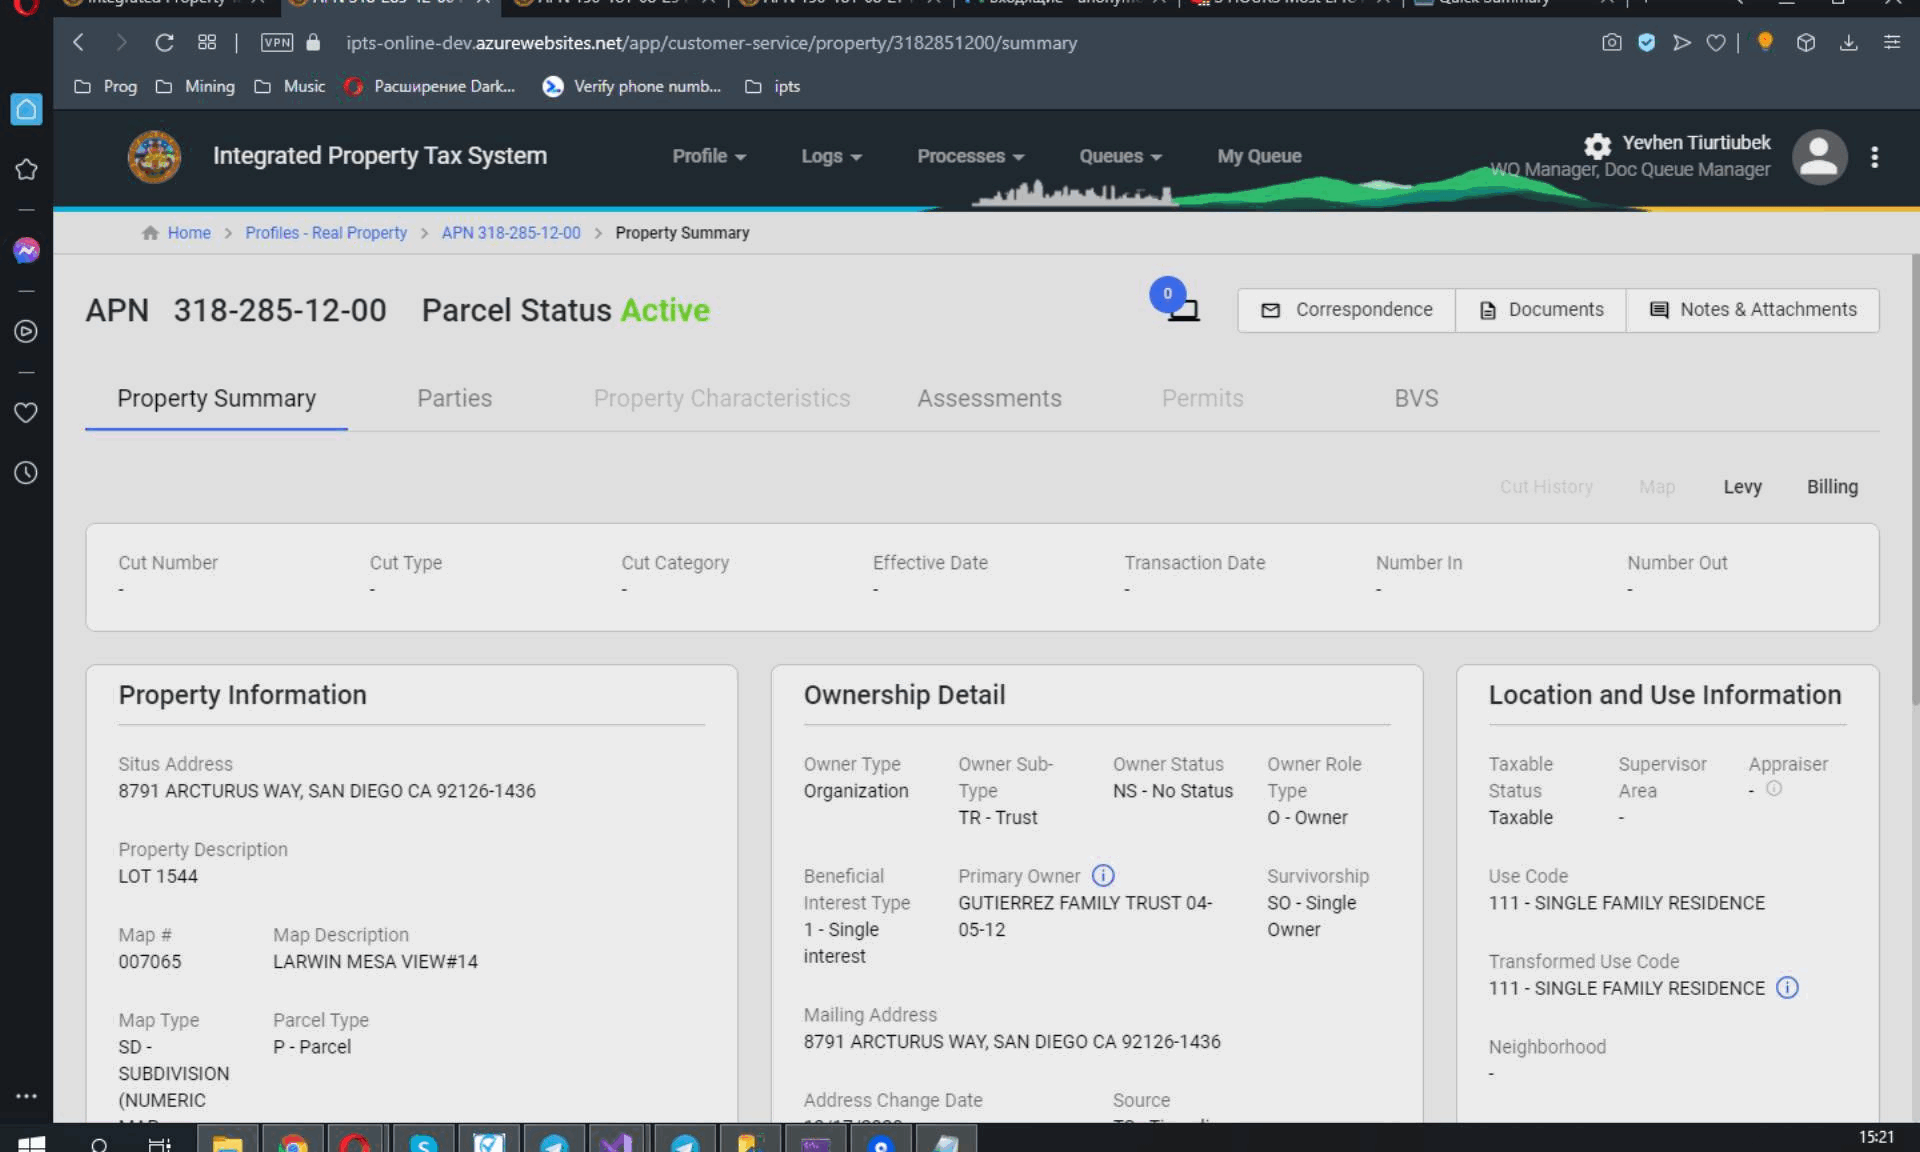 VPN
ipts-online-dev.azurewebsites.net/app/customer-service/property/3182851200/summary
Prog
Mining
Music
Расширение Dark...
Verify phone numb...
ipts
Integrated Property Tax System
Profile
Logs
Processes
Queues
My Queue
Yevhen Tiurtiubek
WQ Manager, Doc Queue Manager
Home > Profiles - Real Property > APN 318-285-12-00 > Property Summary
APN 318-285-12-00 Parcel Status Active
0
Correspondence
Documents
Notes & Attachments
Property Summary
Parties
Property Characteristics
Assessments
Permits
BVS
Cut History
Map
Levy
Billing
Cut Number
-
Cut Type
-
Cut Category
-
Effective Date
-
Transaction Date
-
Number In
-
Number Out
-
Property Information
Situs Address
8791 ARCTURUS WAY, SAN DIEGO CA 92126-1436
Property Description
LOT 1544
Map #
007065
Map Description
LARWIN MESA VIEW#14
Map Type
SD -
SUBDIVISION
(NUMERIC
Parcel Type
P - Parcel
Ownership Detail
Owner Type
Organization
Owner Sub-
Type
TR - Trust
Owner Status
NS - No Status
Owner Role
Type
O - Owner
Beneficial
Interest Type
1 - Single
interest
Primary Owner
GUTIERREZ FAMILY TRUST 04-
05-12
Survivorship
SO - Single
Owner
Mailing Address
8791 ARCTURUS WAY, SAN DIEGO CA 92126-1436
Address Change Date
Source
Location and Use Information
Taxable
Status
Taxable
Supervisor
Area
-
Appraiser
-
Use Code
111 - SINGLE FAMILY RESIDENCE
Transformed Use Code
111 - SINGLE FAMILY RESIDENCE
Neighborhood
-
15:21